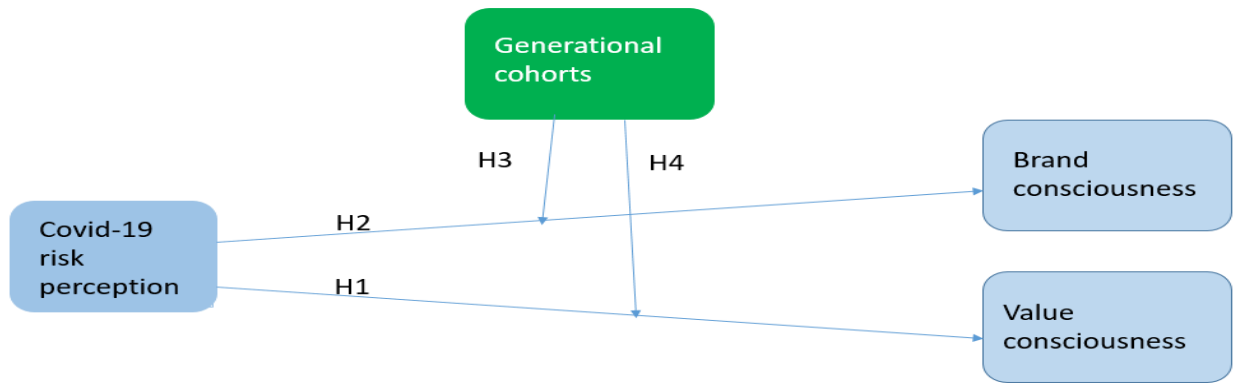 Generational
cohorts
H3
H4
Brand
consciousness
Covid-19
risk
perception
H2
H1
Value
consciousness